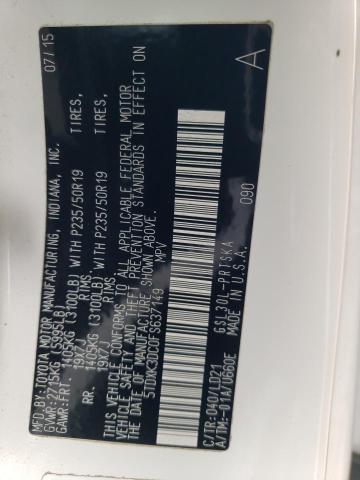 MFD.BY:TOYOTA MOTOR MANUFACTURING, INDIANA, INC. 07/15
GVWR:2715KG (5995LB)
GAWR:FRT. 1405KG (3100LB) WITH P235/50R19 TIRES,
19X7J RIMS,
RR. 1405KG (3100LB) WITH P235/50R19 TIRES,
19X7J RIMS.
THIS VEHICLE CONFORMS TO ALL APPLICABLE FEDERAL MOTOR
VEHICLE SAFETY AND THEFT PREVENTION STANDARDS IN EFFECT ON
THE DATE OF MANUFACTURE SHOWN ABOVE.
5TDXK3DC0FS637149 MPV
C/TR:040/LD21 GSL30L-PRTSKA 090 A
A/TM:-01A/U660E MADE IN U.S.A.